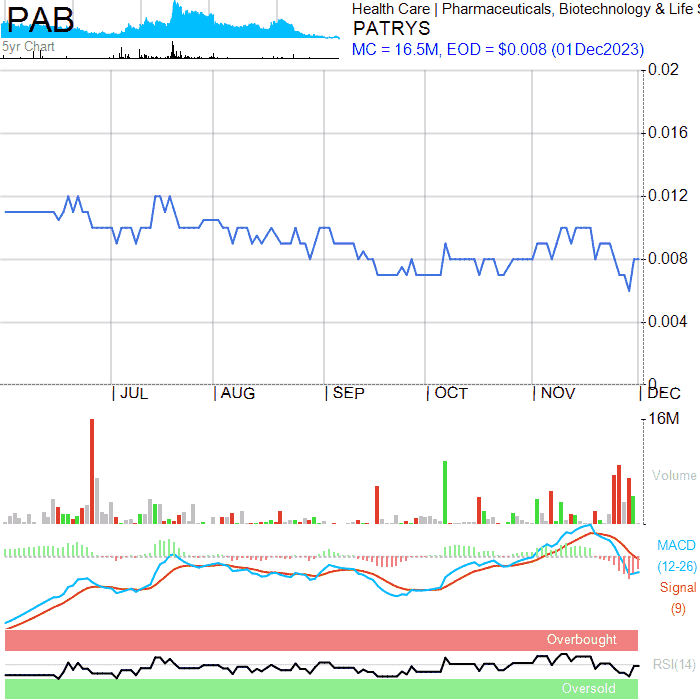 PAB
5yr Chart
Health Care | Pharmaceuticals, Biotechnology & Life S
PATRYS
MC = 16.5M, EOD = $0.008 (01Dec2023)
0.02
0.016
0.012
0.008
0.004
0
JUL
AUG
SEP
OCT
NOV
DEC
16M
Volume
MACD
(12-26)
Signal
(9)
Overbought
RSI(14)
Oversold